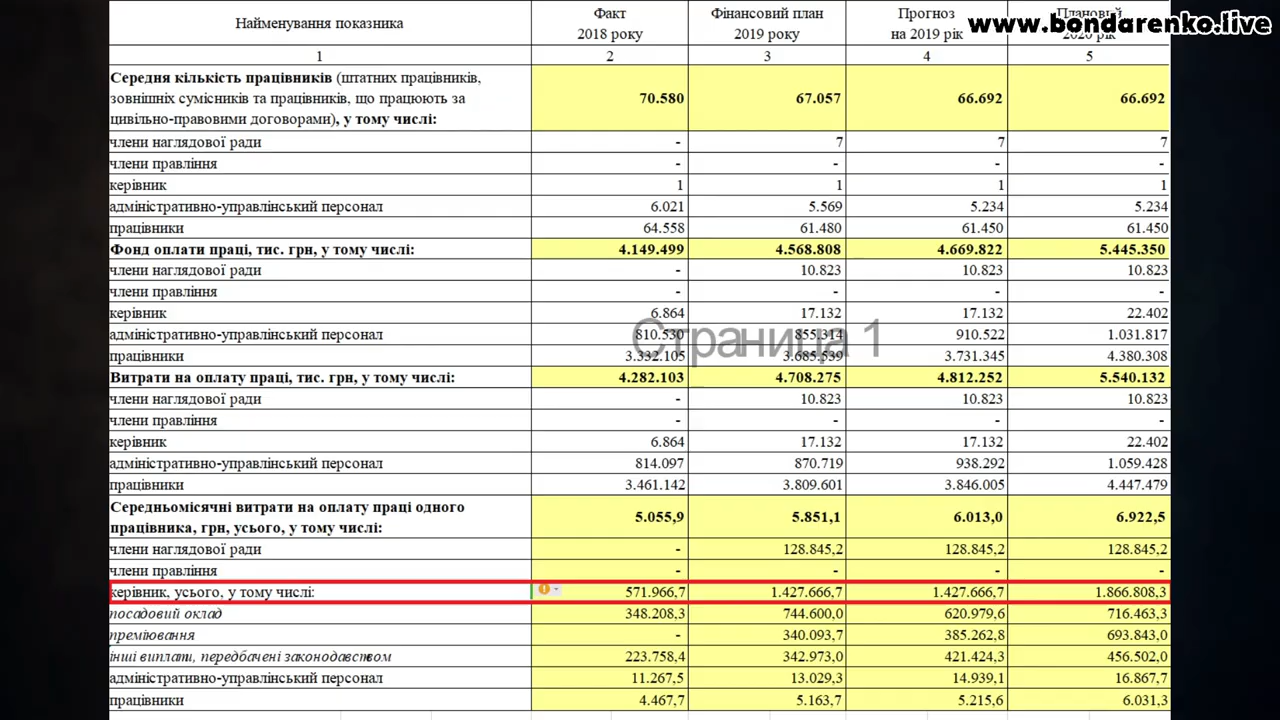 www.bondarenko.live
Найменування показника Факт 2018 року Фінансовий план 2019 року Прогноз на 2019 рік Плановий 2020 рік
1 2 3 4 5
Середня кількість працівників (штатних працівників,
зовнішніх сумісників та працівників, що працюють за
цивільно-правовими договорами), у тому числі: 70.580 67.057 66.692 66.692
члени наглядової ради - 7 7 7
члени правління - - - -
керівник 1 1 1 1
адміністративно-управлінський персонал 6.021 5.569 5.234 5.234
працівники 64.558 61.480 61.450 61.450
Фонд оплати праці, тис. грн, у тому числі: 4.149.499 4.568.808 4.669.822 5.445.350
члени наглядової ради - 10.823 10.823 10.823
члени правління - - - -
керівник 6.864 17.132 17.132 22.402
адміністративно-управлінський персонал 810.530 855.314 910.522 1.031.817
Страница 1
працівники 3.332.105 3.685.539 3.731.345 4.380.308
Витрати на оплату праці, тис. грн, у тому числі: 4.282.103 4.708.275 4.812.252 5.540.132
члени наглядової ради - 10.823 10.823 10.823
члени правління - - - -
керівник 6.864 17.132 17.132 22.402
адміністративно-управлінський персонал 814.097 870.719 938.292 1.059.428
працівники 3.461.142 3.809.601 3.846.005 4.447.479
Середньомісячні витрати на оплату праці одного
працівника, грн, усього, у тому числі: 5.055,9 5.851,1 6.013,0 6.922,5
члени наглядової ради - 128.845,2 128.845,2 128.845,2
члени правління - - - -
керівник, усього, у тому числі: 571.966,7 1.427.666,7 1.427.666,7 1.866.808,3
посадовий оклад 348.208,3 744.600,0 620.979,6 716.463,3
преміювання - 340.093,7 385.262,8 693.843,0
інші виплати, передбачені законодавством 223.758,4 342.973,0 421.424,3 456.502,0
адміністративно-управлінський персонал 11.267,5 13.029,3 14.939,1 16.867,7
працівники 4.467,7 5.163,7 5.215,6 6.031,3